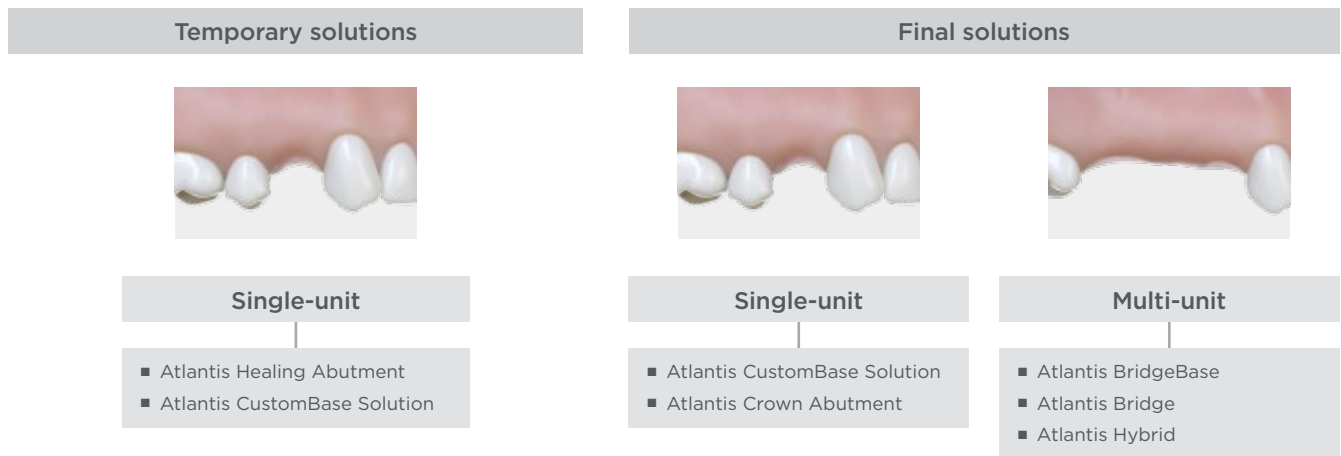 Temporary solutions
Final solutions
Single-unit
■ Atlantis Healing Abutment
■ Atlantis CustomBase Solution
Single-unit
■ Atlantis CustomBase Solution
■ Atlantis Crown Abutment
Multi-unit
■ Atlantis BridgeBase
■ Atlantis Bridge
■ Atlantis Hybrid